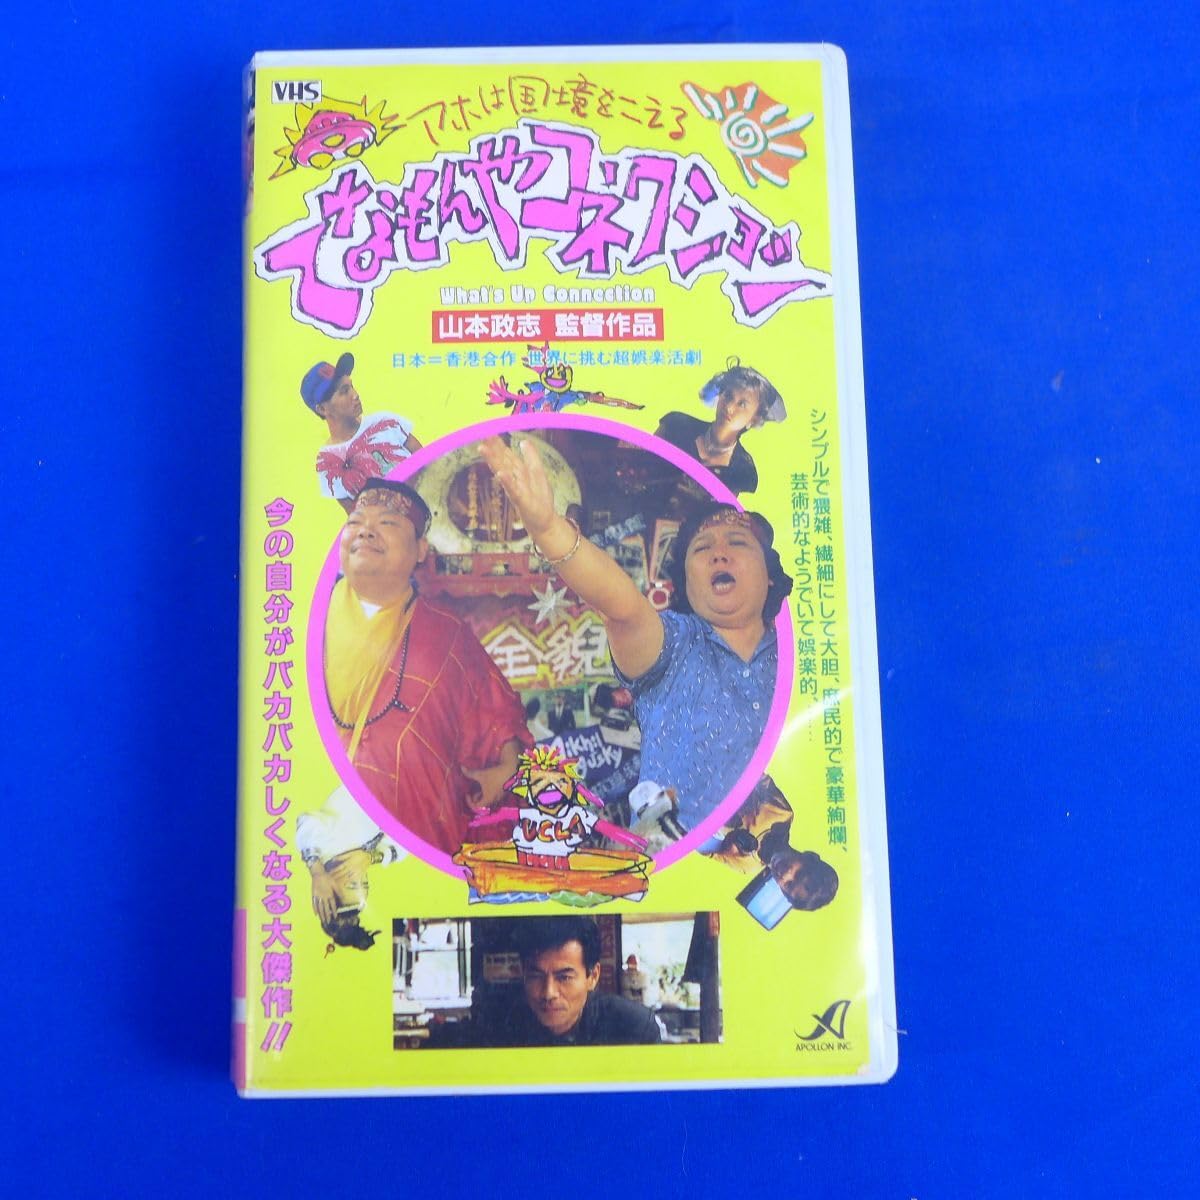 VHS
アホは国境をこえる
てなもんやコネクション
What's Up Connection
山本政志 監督作品
日本=香港合作 世界に挑む超娯楽活劇
シンプルで猥雑、繊細にして大胆、庶民的で豪華絢爛、
芸術的なようでいて娯楽的、……
今の自分がバカバカしくなる大傑作!!
全貌
UCLA
APOLLON INC.